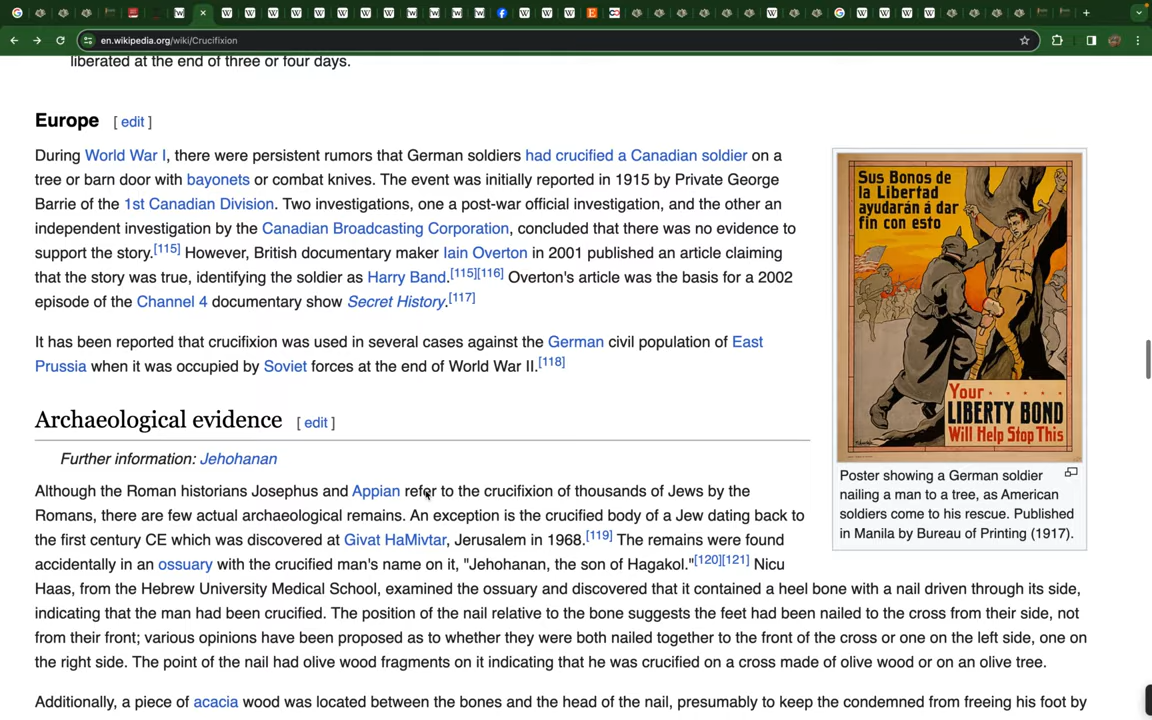 en.wikipedia.org/wiki/Crucifixion
liberated at the end of three or four days.
Europe [ edit ]
During World War I, there were persistent rumors that German soldiers had crucified a Canadian soldier on a
tree or barn door with bayonets or combat knives. The event was initially reported in 1915 by Private George
Barrie of the 1st Canadian Division. Two investigations, one a post-war official investigation, and the other an
independent investigation by the Canadian Broadcasting Corporation, concluded that there was no evidence to
support the story.[115] However, British documentary maker Iain Overton in 2001 published an article claiming
that the story was true, identifying the soldier as Harry Band.[115][116] Overton's article was the basis for a 2002
episode of the Channel 4 documentary show Secret History.[117]
It has been reported that crucifixion was used in several cases against the German civil population of East
Prussia when it was occupied by Soviet forces at the end of World War II.[118]
Sus Bonos de
la Libertad
ayudarán á dar
fin con esto
Your
LIBERTY BOND
Will Help Stop This
Poster showing a German soldier
nailing a man to a tree, as American
soldiers come to his rescue. Published
in Manila by Bureau of Printing (1917).
Archaeological evidence [ edit ]
Further information: Jehohanan
Although the Roman historians Josephus and Appian refer to the crucifixion of thousands of Jews by the
Romans, there are few actual archaeological remains. An exception is the crucified body of a Jew dating back to
the first century CE which was discovered at Givat HaMivtar, Jerusalem in 1968.[119] The remains were found
accidentally in an ossuary with the crucified man's name on it, "Jehohanan, the son of Hagakol."[120][121] Nicu
Haas, from the Hebrew University Medical School, examined the ossuary and discovered that it contained a heel bone with a nail driven through its side,
indicating that the man had been crucified. The position of the nail relative to the bone suggests the feet had been nailed to the cross from their side, not
from their front; various opinions have been proposed as to whether they were both nailed together to the front of the cross or one on the left side, one on
the right side. The point of the nail had olive wood fragments on it indicating that he was crucified on a cross made of olive wood or on an olive tree.
Additionally, a piece of acacia wood was located between the bones and the head of the nail, presumably to keep the condemned from freeing his foot by